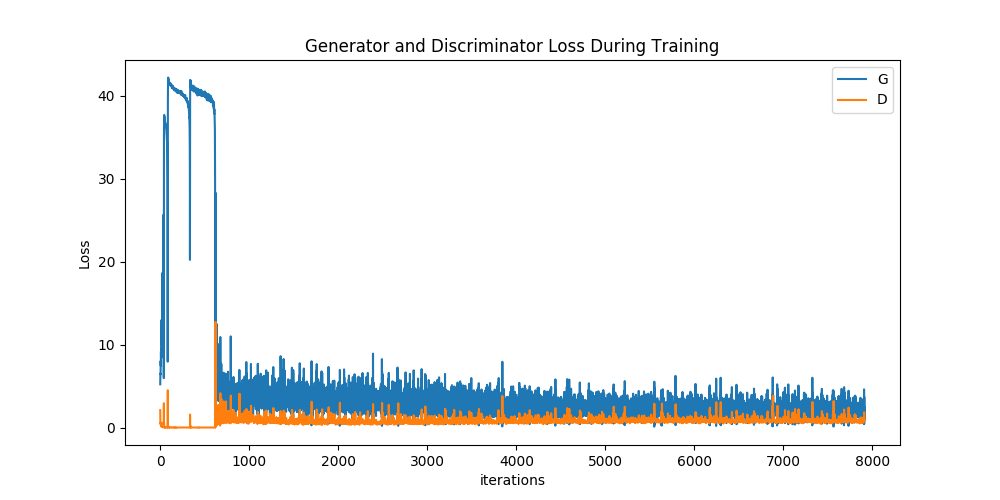 Generator and Discriminator Loss During Training
G
D
40
30
20
10
0
Loss
0 1000 2000 3000 4000 5000 6000 7000 8000
iterations